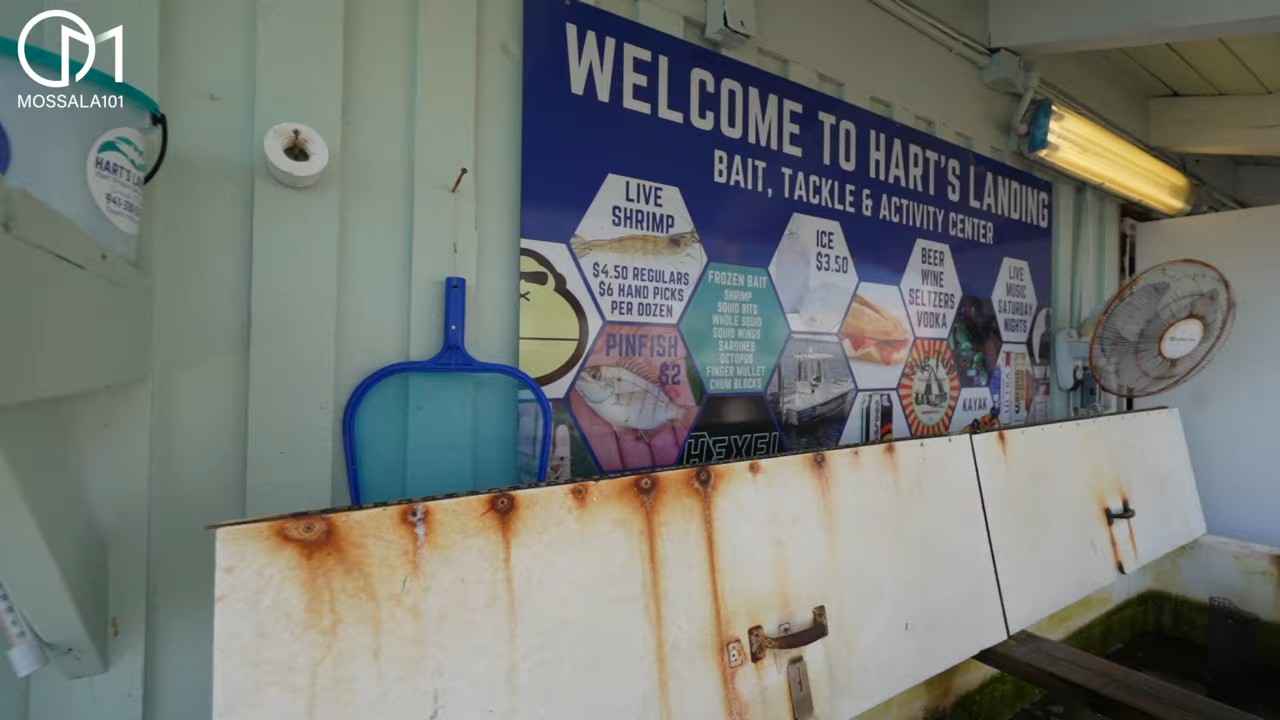 MOSSALA101
HART'S
WELCOME TO HART'S LANDING
BAIT, TACKLE & ACTIVITY CENTER
LIVE
SHRIMP
$4.50 REGULARS
$6 HAND PICKS
PER DOZEN
FROZEN BAIT
SHRIMP
SQUID BITS
WHOLE SQUID
SQUID WINGS
SARDINES
OCTOPUS
FINGER MULLET
CHUM BLOCKS
ICE
$3.50
BEER
WINE
SELTZERS
VODKA
LIVE
MUSIC
SATURDAY
NIGHTS
PINFISH
$2
HEXEL
KAYAK
ULTRA